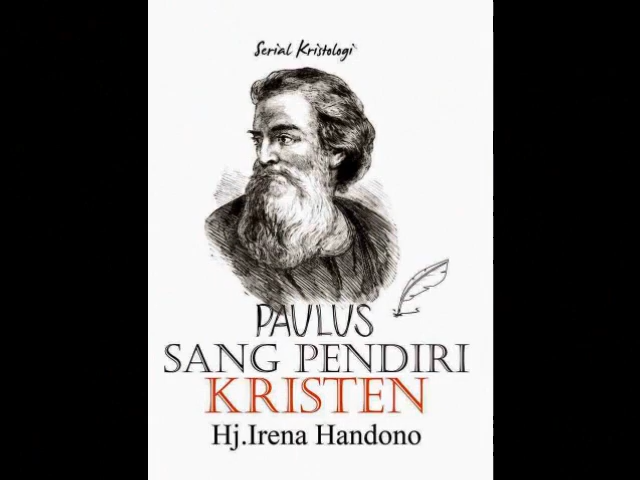 Serial Kristologi
PAULUS
SANG PENDIRI
KRISTEN
Hj.Irena Handono